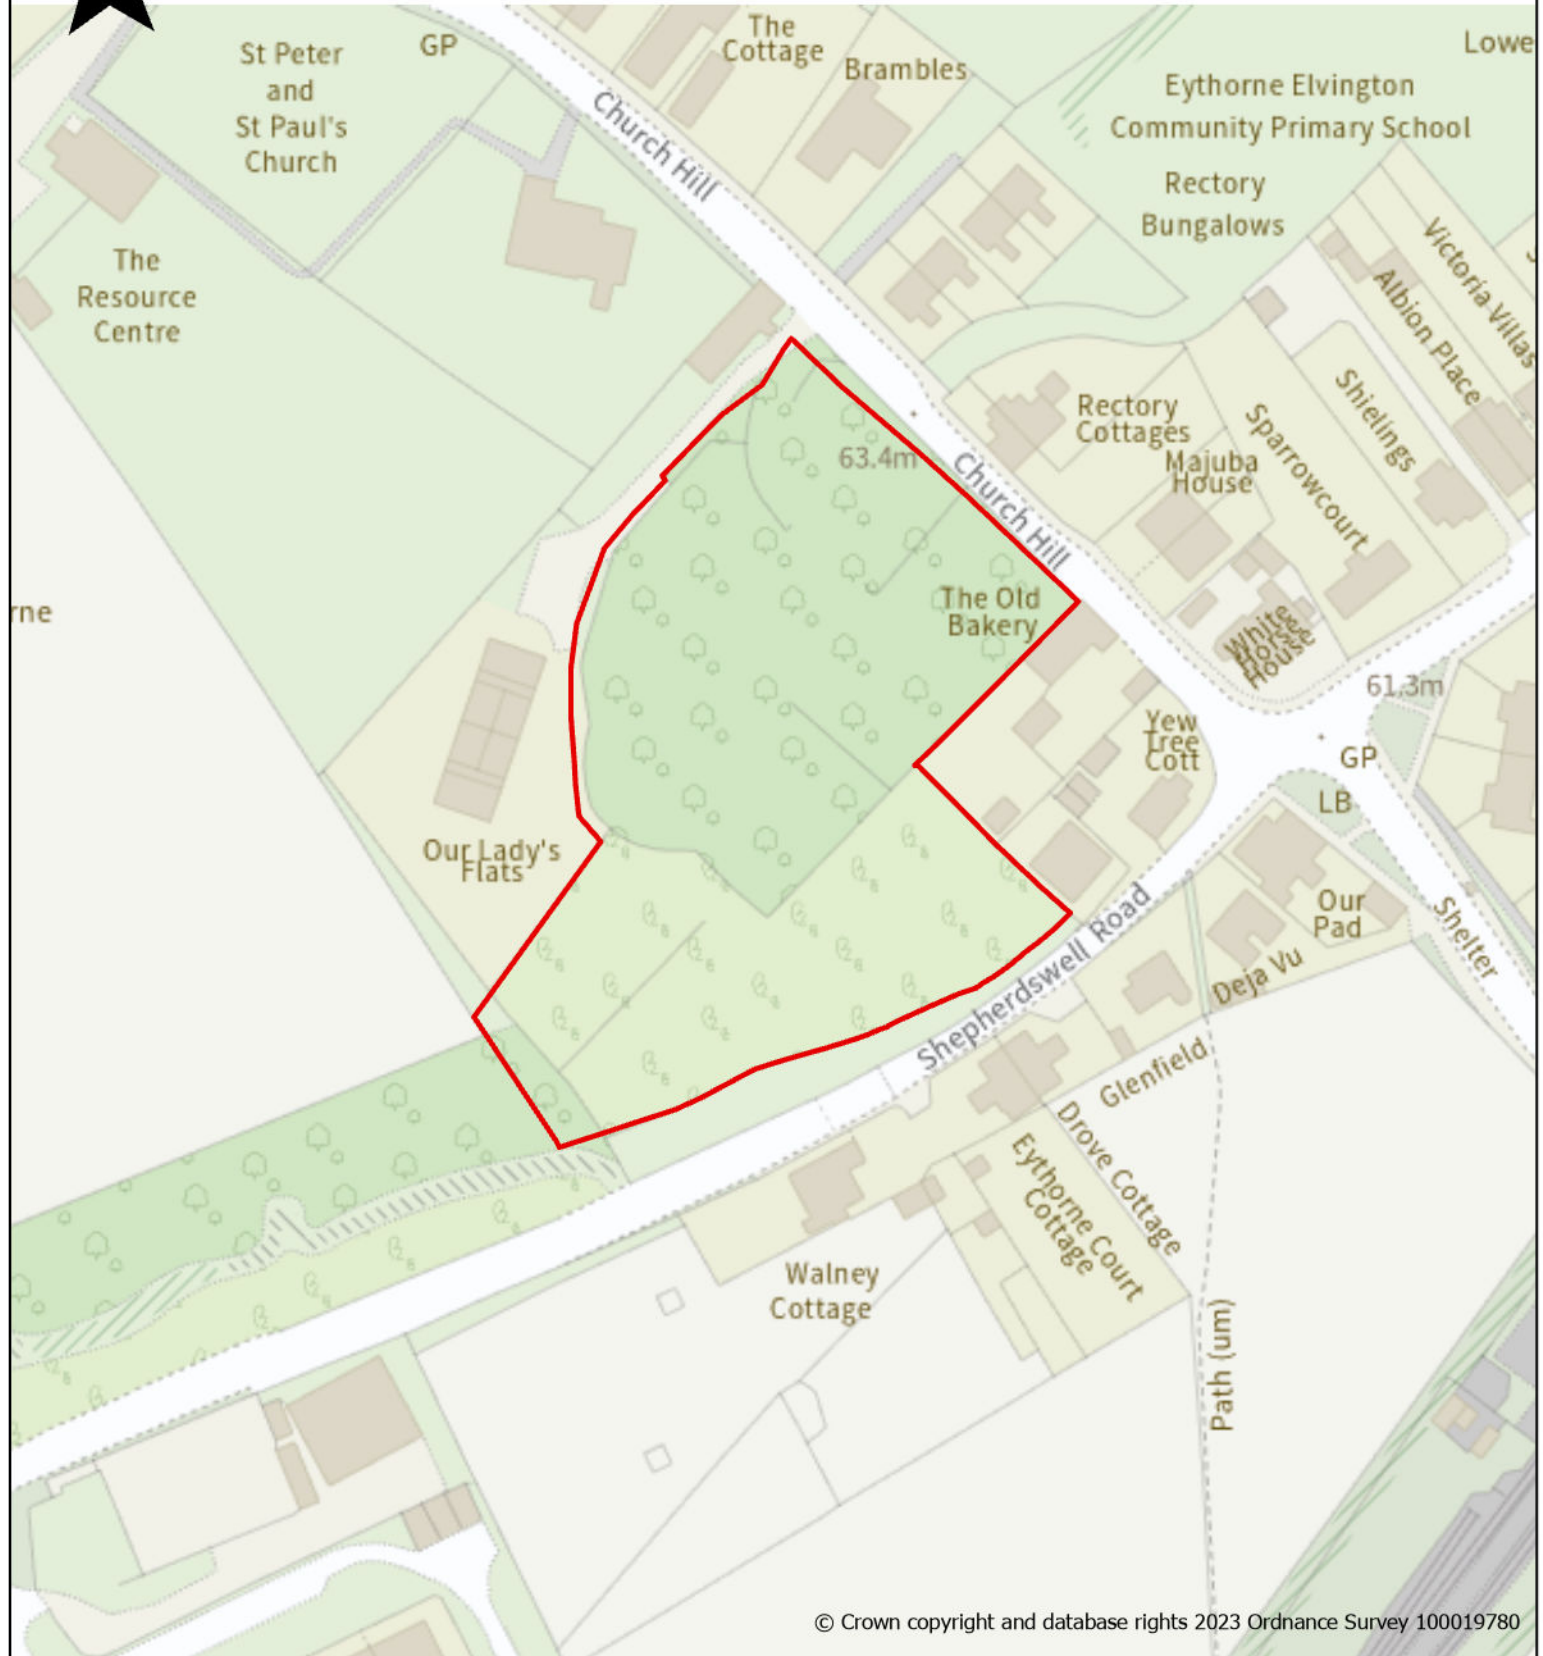 The
Cottage
Brambles
Lowe
St Peter
and
St Paul's
Church
GP
Church Hill
Eythorne Elvington
Community Primary School
Rectory
Bungalows
The
Resource
Centre
Victoria Villas
Albion Place
Shielings
Sparrowcourt
Rectory
Cottages
Majuba
House
63.4m
Church Hill
The Old
Bakery
White
Horse
House
rne
61.3m
Yew
Tree
Cott
GP
LB
Our Lady's
Flats
Our
Pad
Shelter
Deja Vu
Shepherdswell Road
Glenfield
Drove Cottage
Eythorne Court
Cottage
Walney
Cottage
Path (um)
© Crown copyright and database rights 2023 Ordnance Survey 100019780